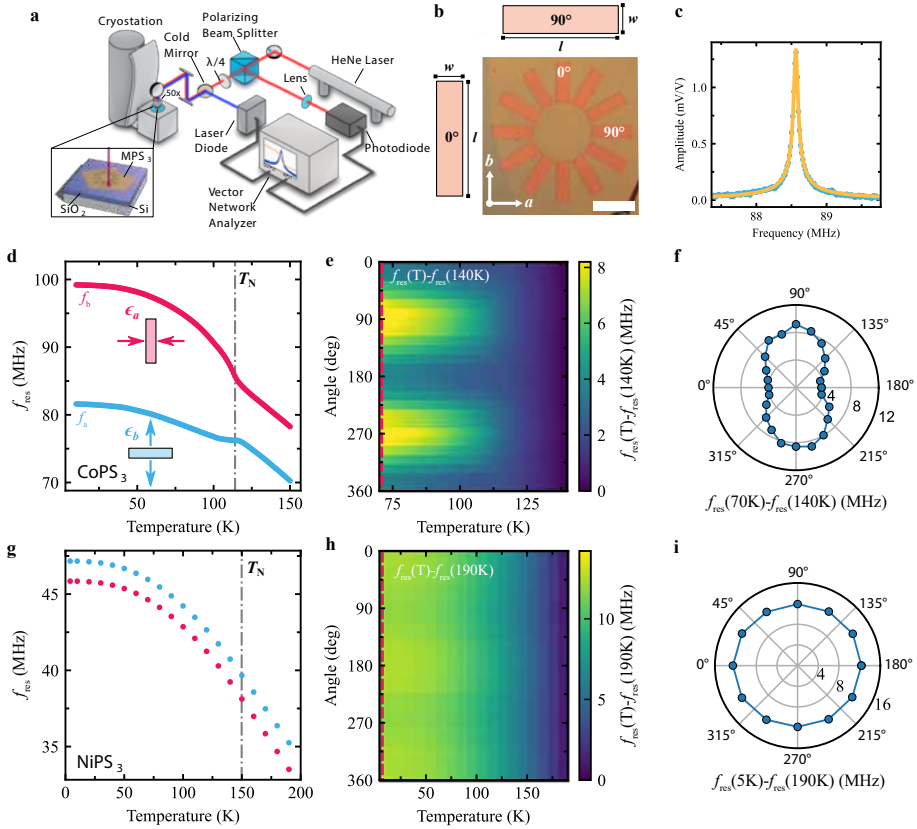 a
Cryostation
Cold
Mirror
λ/4
Polarizing
Beam Splitter
HeNe Laser
Lens
50x
Laser
Diode
Photodiode
Vector
Network
Analyzer
MPS3
SiO2
Si
b
90°
w
l
w
0°
l
0°
90°
b
a
c
Amplitude (mV/V)
1.0
0.5
0.0
88
89
Frequency (MHz)
d
TN
100
90
80
70
fres (MHz)
fb
ϵa
fa
ϵb
CoPS3
0
50
100
150
Temperature (K)
e
fres(T)-fres(140K)
0
90
180
270
360
Angle (deg)
75
100
125
Temperature (K)
8
6
4
2
0
fres(T)-fres(140K) (MHz)
f
90°
45°
135°
0°
180°
4
8
12
315°
215°
270°
fres(70K)-fres(140K) (MHz)
g
TN
45
40
35
fres (MHz)
NiPS3
0
50
100
150
200
Temperature (K)
h
fres(T)-fres(190K)
0
90
180
270
360
Angle (deg)
50
100
150
Temperature (K)
10
5
0
fres(T)-fres(190K) (MHz)
i
90°
45°
135°
0°
180°
4
8
16
315°
215°
270°
fres(5K)-fres(190K) (MHz)